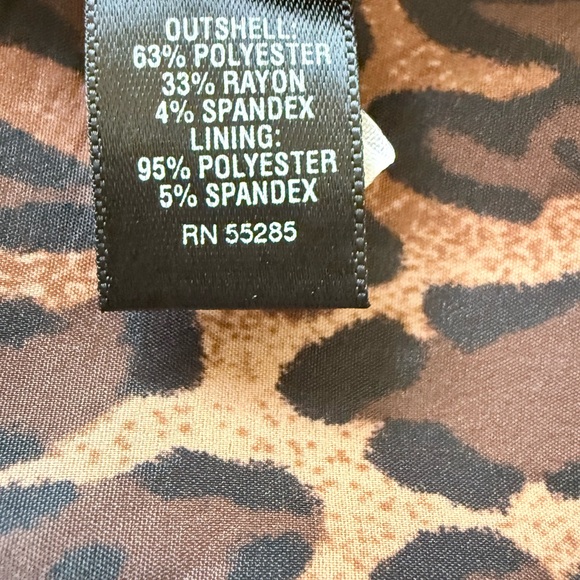 OUTSHELL:
63% POLYESTER
33% RAYON
4% SPANDEX
LINING:
95% POLYESTER
5% SPANDEX
RN 55285